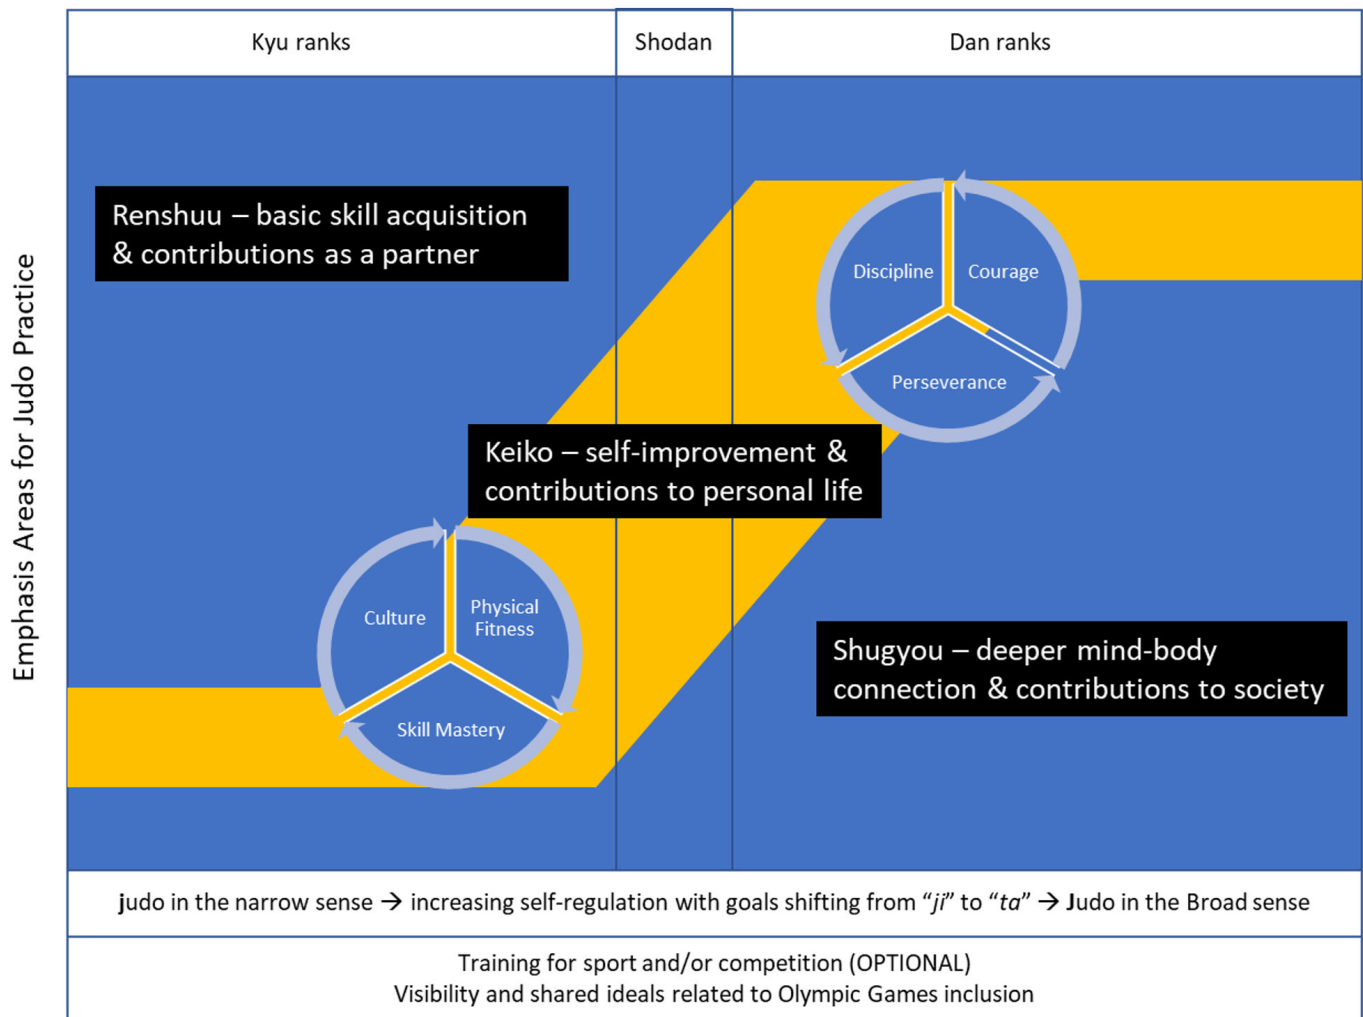 Kyu ranks
Shodan
Dan ranks
Emphasis Areas for Judo Practice
Renshuu – basic skill acquisition
& contributions as a partner
Discipline
Courage
Perseverance
Keiko – self-improvement &
contributions to personal life
Culture
Physical
Fitness
Skill Mastery
Shugyou – deeper mind-body
connection & contributions to society
judo in the narrow sense → increasing self-regulation with goals shifting from “ji” to “ta” → Judo in the Broad sense
Training for sport and/or competition (OPTIONAL)
Visibility and shared ideals related to Olympic Games inclusion